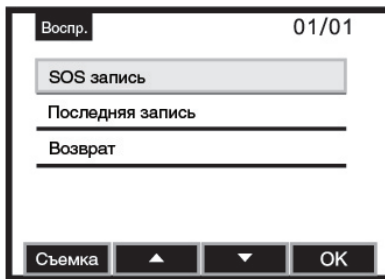 Воспр. 01/01
SOS запись
Последняя запись
Возврат
Съемка ▲ ▼ OK